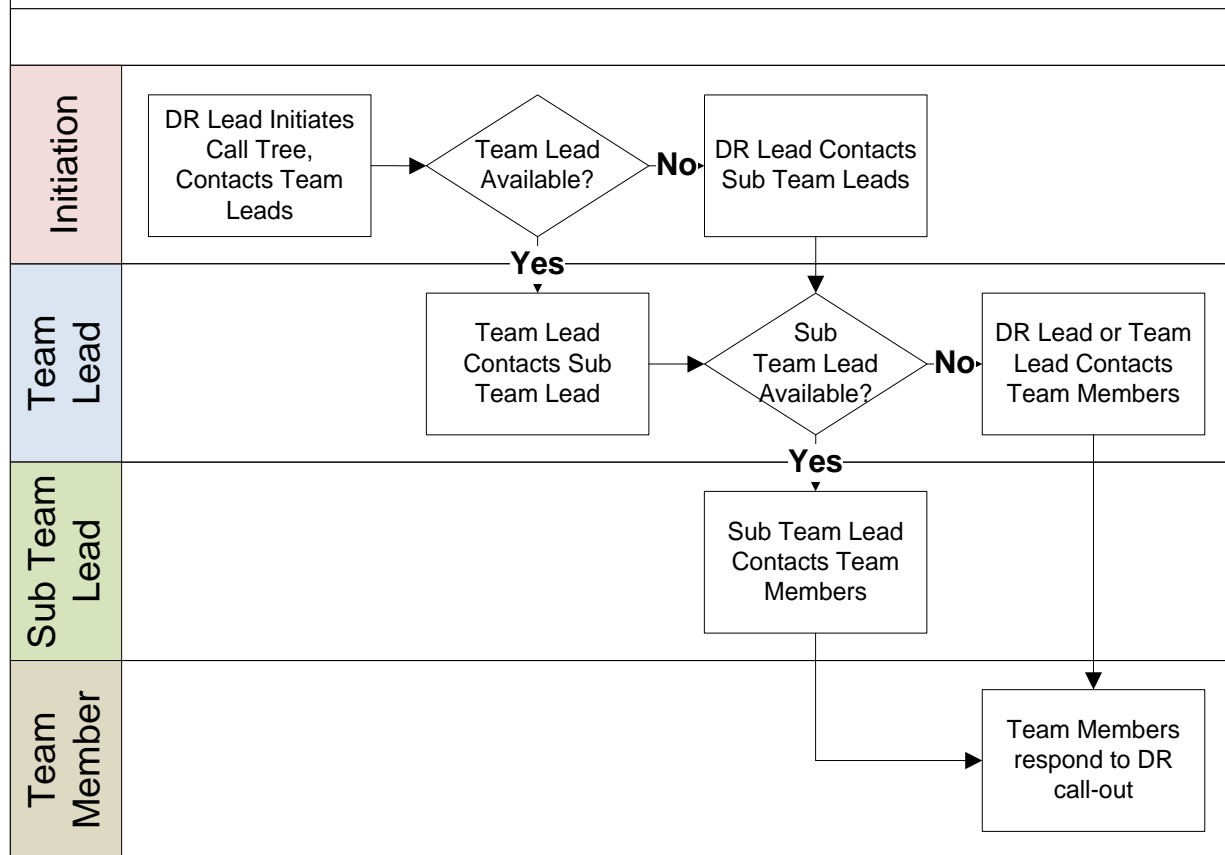 Initiation
DR Lead Initiates
Call Tree,
Contacts Team
Leads
Team Lead
Available?
No
DR Lead Contacts
Sub Team Leads
Yes
Team
Lead
Team Lead
Contacts Sub
Team Lead
Sub
Team Lead
Available?
No
DR Lead or Team
Lead Contacts
Team Members
Yes
Sub Team
Lead
Sub Team Lead
Contacts Team
Members
Team
Member
Team Members
respond to DR
call-out